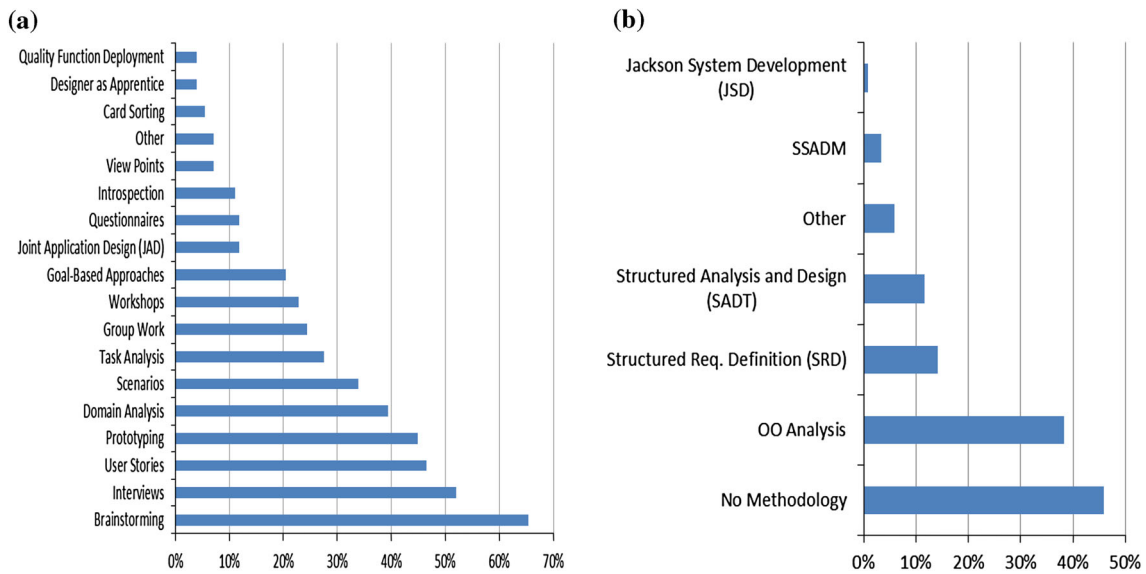 (a)
Quality Function Deployment
Designer as Apprentice
Card Sorting
Other
View Points
Introspection
Questionnaires
Joint Application Design (JAD)
Goal-Based Approaches
Workshops
Group Work
Task Analysis
Scenarios
Domain Analysis
Prototyping
User Stories
Interviews
Brainstorming
0% 10% 20% 30% 40% 50% 60% 70%
(b)
Jackson System Development
(JSD)
SSADM
Other
Structured Analysis and Design
(SADT)
Structured Req. Definition (SRD)
OO Analysis
No Methodology
0% 10% 20% 30% 40% 50%